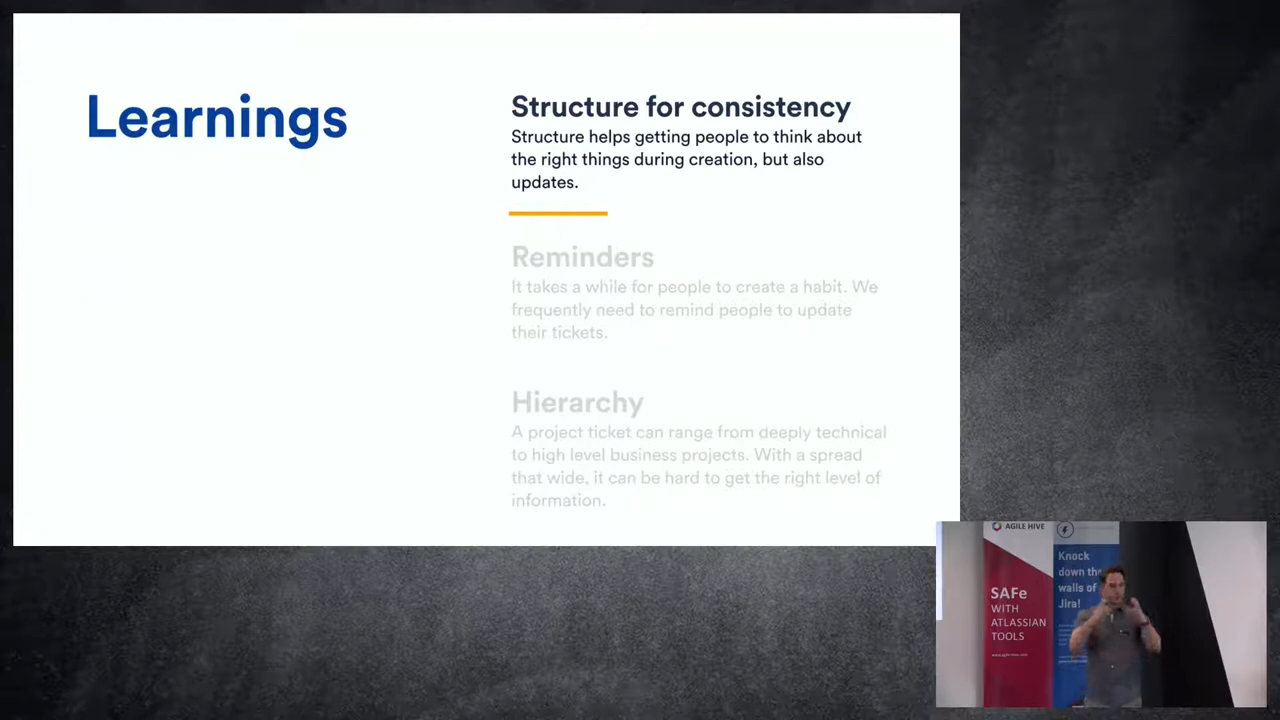 Learnings
Structure for consistency
Structure helps getting people to think about
the right things during creation, but also
updates.
Reminders
It takes a while for people to create a habit. We
frequently need to remind people to update
their tickets.
Hierarchy
A project ticket can range from deeply technical
to high level business projects. With a spread
that wide, it can be hard to get the right level of
information.
AGILE HIVE
SAFe
WITH
ATLASSIAN
TOOLS
www.agile-hive.com
Knock
down the
walls of
Jira!